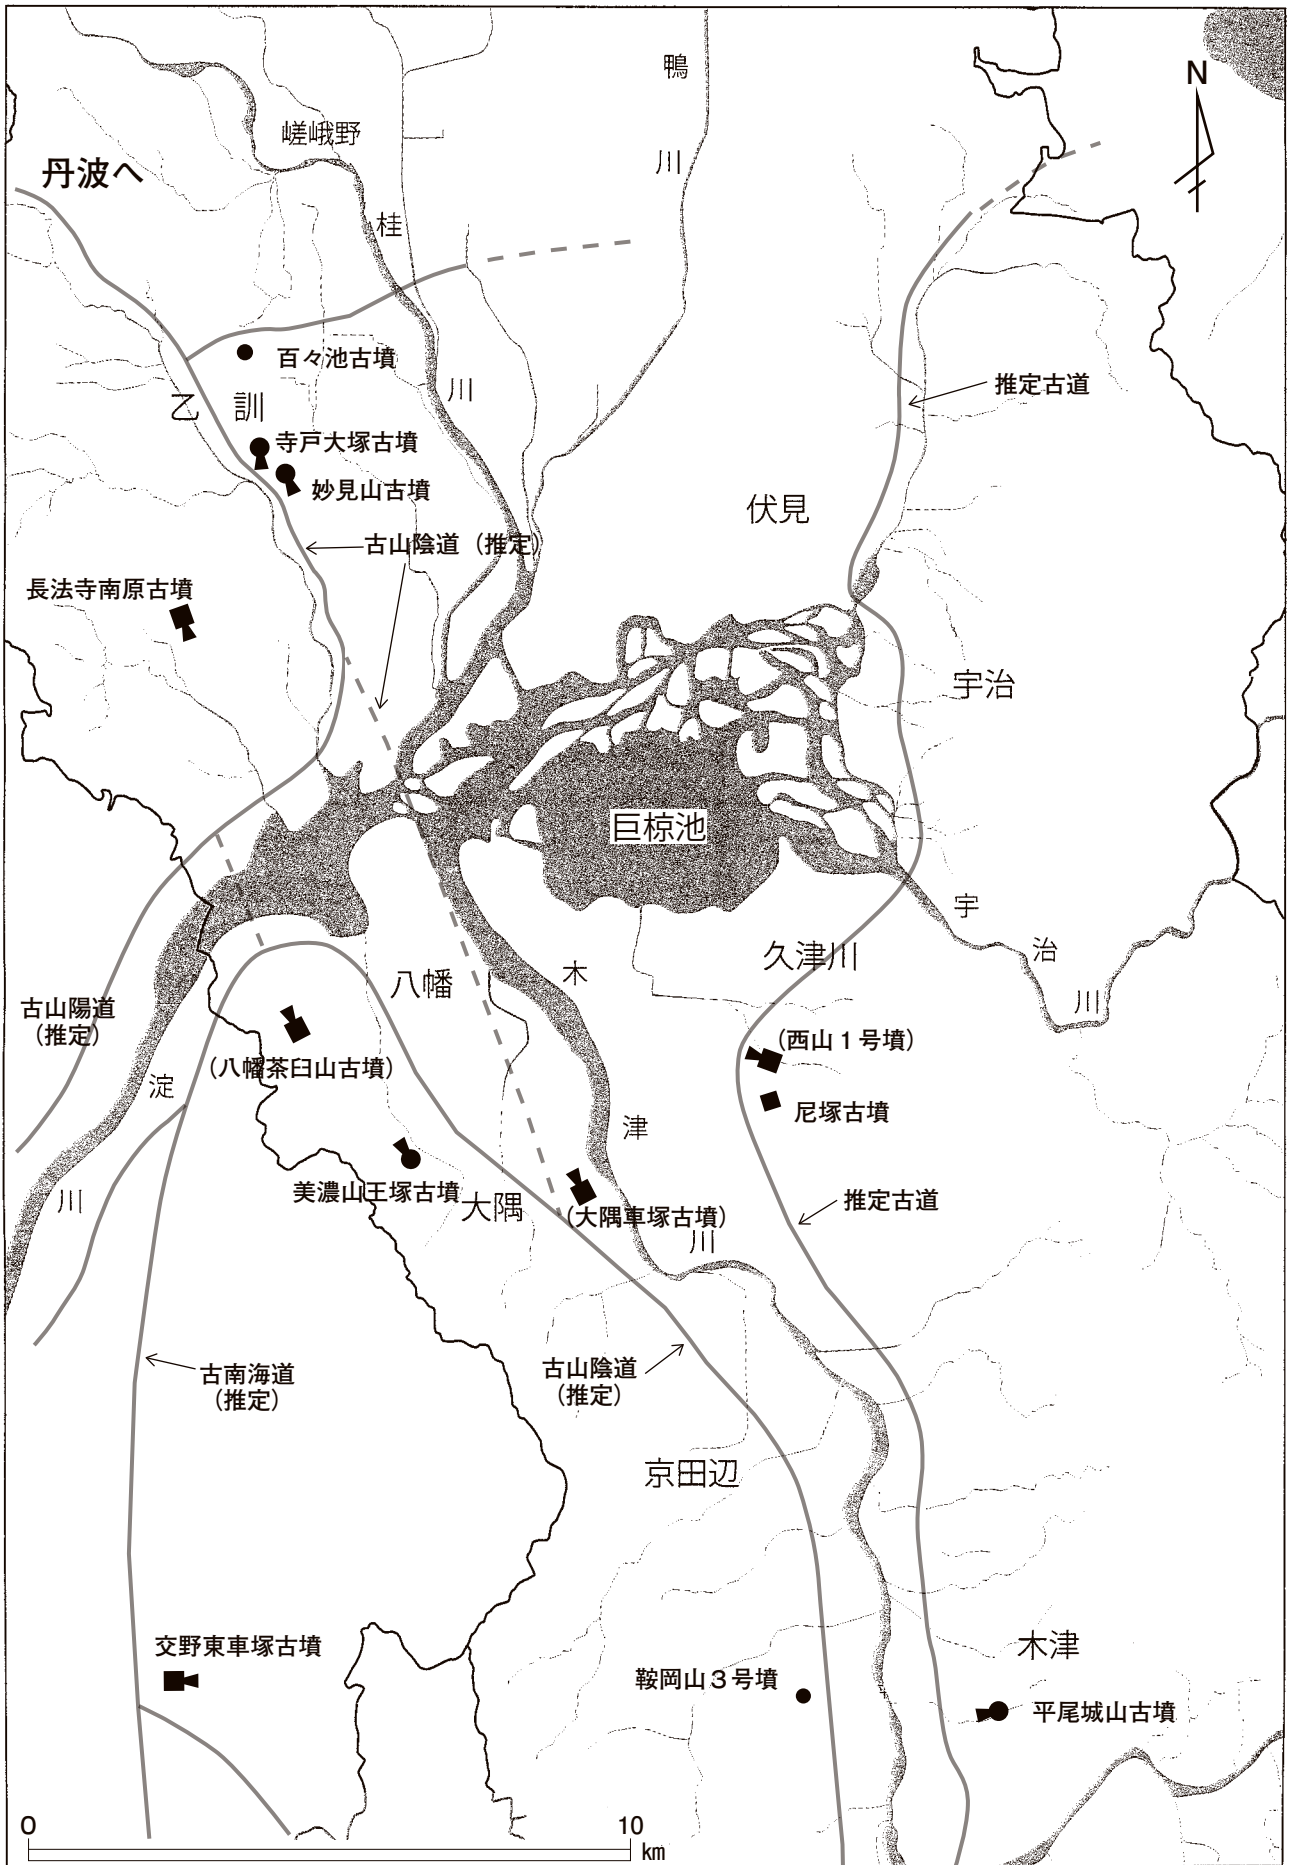 鴨
川
N
嵯峨野
丹波へ
桂
川
百々池古墳
推定古道
乙訓
寺戸大塚古墳
妙見山古墳
伏見
古山陰道（推定）
長法寺南原古墳
宇治
巨椋池
宇
治
川
久津川
木
津
川
八幡
古山陽道
（推定）
（西山１号墳）
（八幡茶臼山古墳）
淀
川
尼塚古墳
美濃山王塚古墳
大隅
（大隅車塚古墳）
推定古道
古南海道
（推定）
古山陰道
（推定）
京田辺
交野東車塚古墳
木津
鞍岡山３号墳
平尾城山古墳
0
10
km